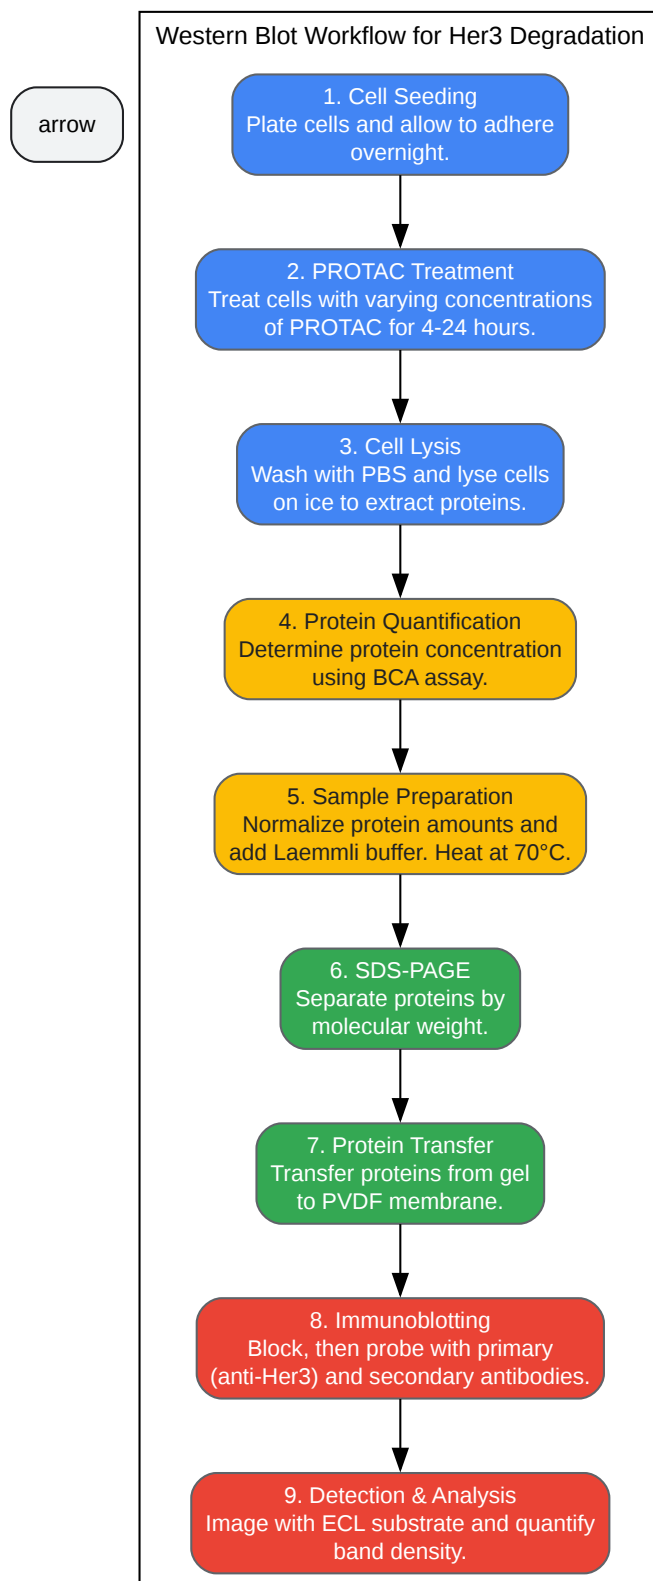 Western Blot Workflow for Her3 Degradation
arrow
1. Cell Seeding
Plate cells and allow to adhere
overnight.
2. PROTAC Treatment
Treat cells with varying concentrations
of PROTAC for 4-24 hours.
3. Cell Lysis
Wash with PBS and lyse cells
on ice to extract proteins.
4. Protein Quantification
Determine protein concentration
using BCA assay.
5. Sample Preparation
Normalize protein amounts and
add Laemmli buffer. Heat at 70°C.
6. SDS-PAGE
Separate proteins by
molecular weight.
7. Protein Transfer
Transfer proteins from gel
to PVDF membrane.
8. Immunoblotting
Block, then probe with primary
(anti-Her3) and secondary antibodies.
9. Detection & Analysis
Image with ECL substrate and quantify
band density.